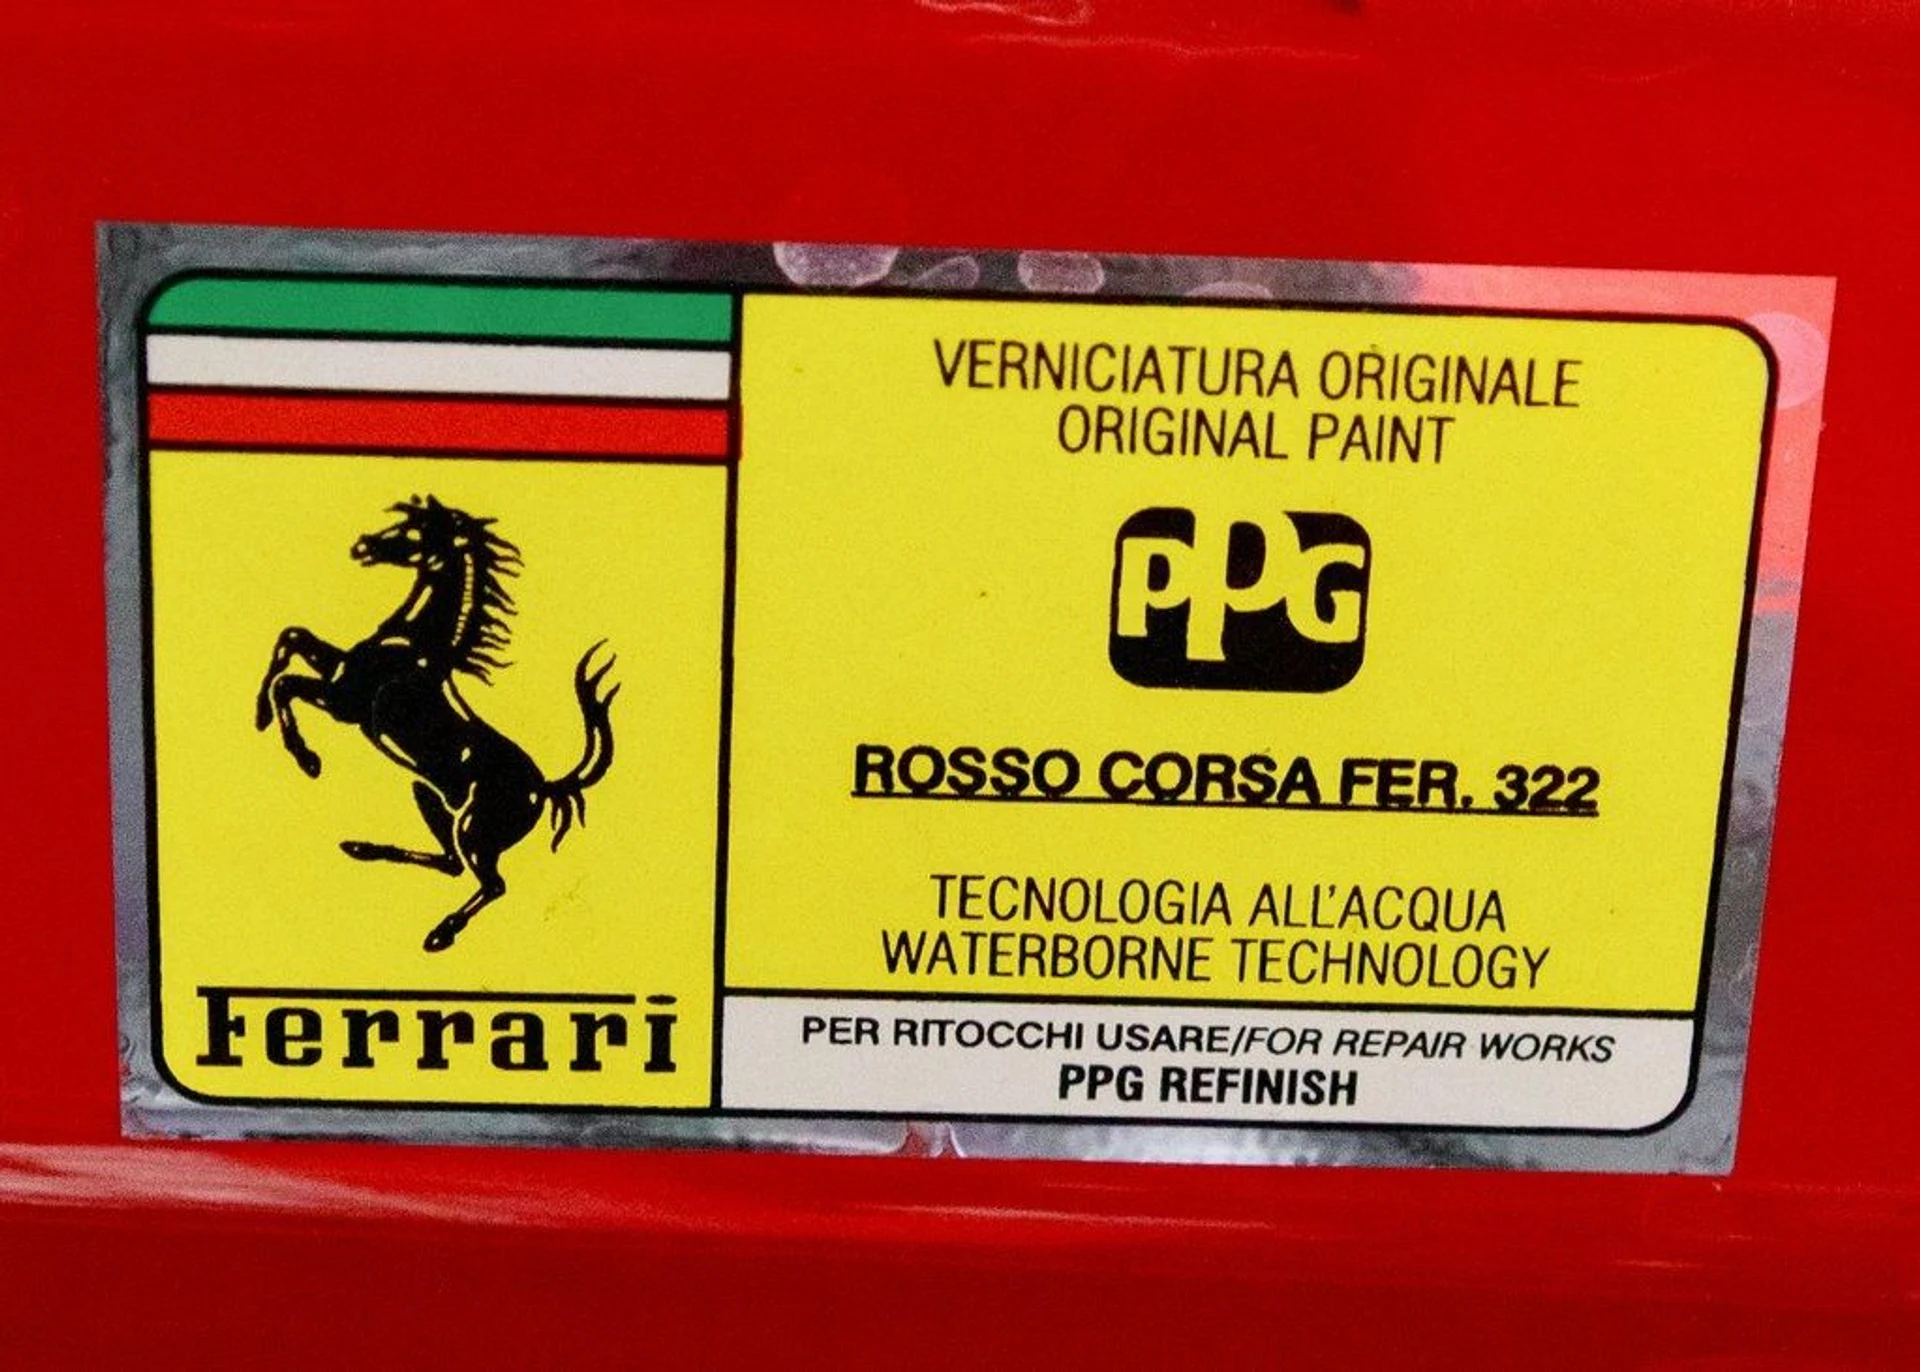 Ferrari
VERNICIATURA ORIGINALE
ORIGINAL PAINT
PPG
ROSSO CORSA FER. 322
TECNOLOGIA ALL'ACQUA
WATERBORNE TECHNOLOGY
PER RITOCCHI USARE/FOR REPAIR WORKS
PPG REFINISH